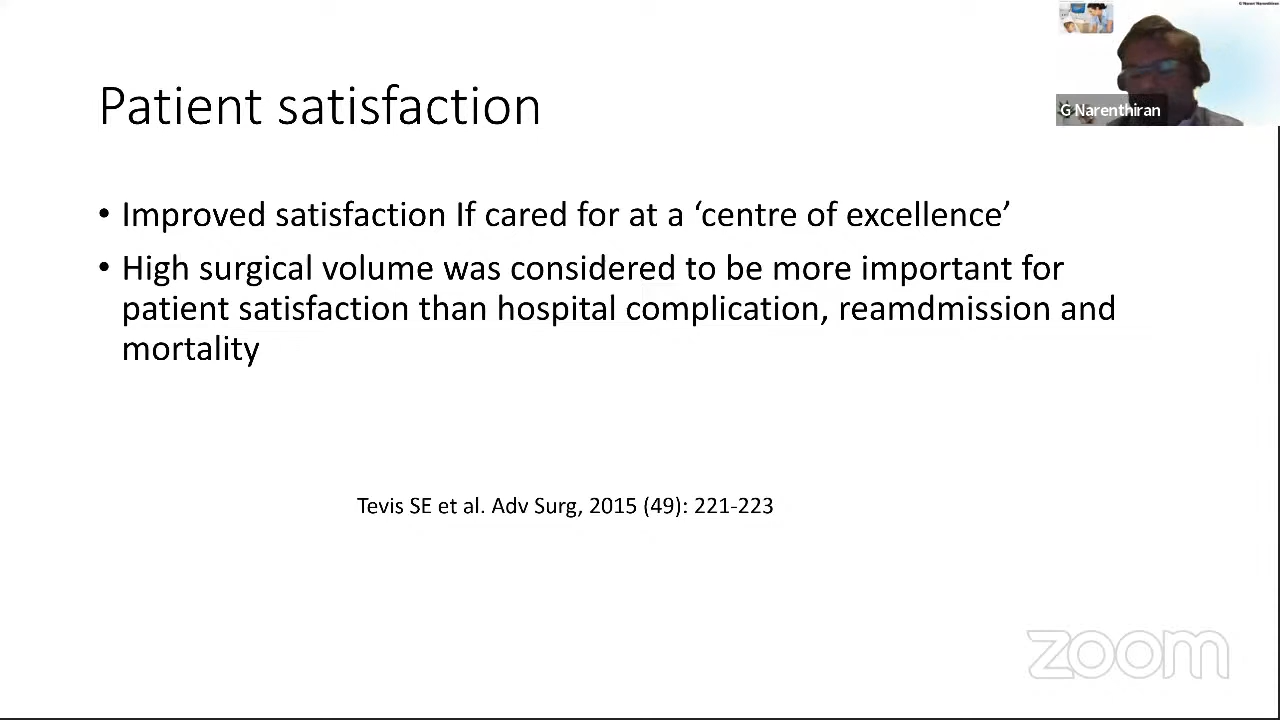 Patient satisfaction
G Narenthiran
• Improved satisfaction If cared for at a ‘centre of excellence’
• High surgical volume was considered to be more important for
patient satisfaction than hospital complication, reamdmission and
mortality
Tevis SE et al. Adv Surg, 2015 (49): 221-223
zoom